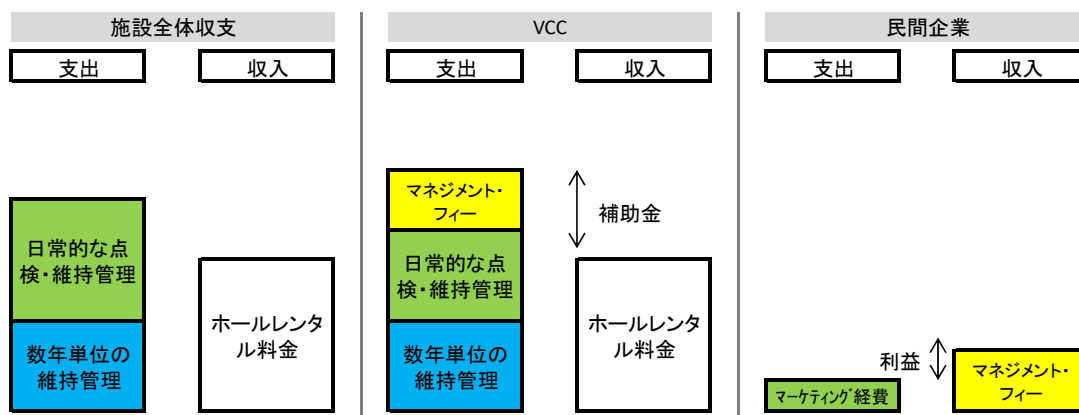 施設全体収支
支出
収入
日常的な点
検・維持管理
数年単位の
維持管理
ホールレンタ
ル料金
VCC
支出
収入
マネジメント・
フィー
補助金
日常的な点
検・維持管理
数年単位の
維持管理
ホールレンタ
ル料金
民間企業
支出
収入
利益
マーケティング経費
マネジメント・
フィー